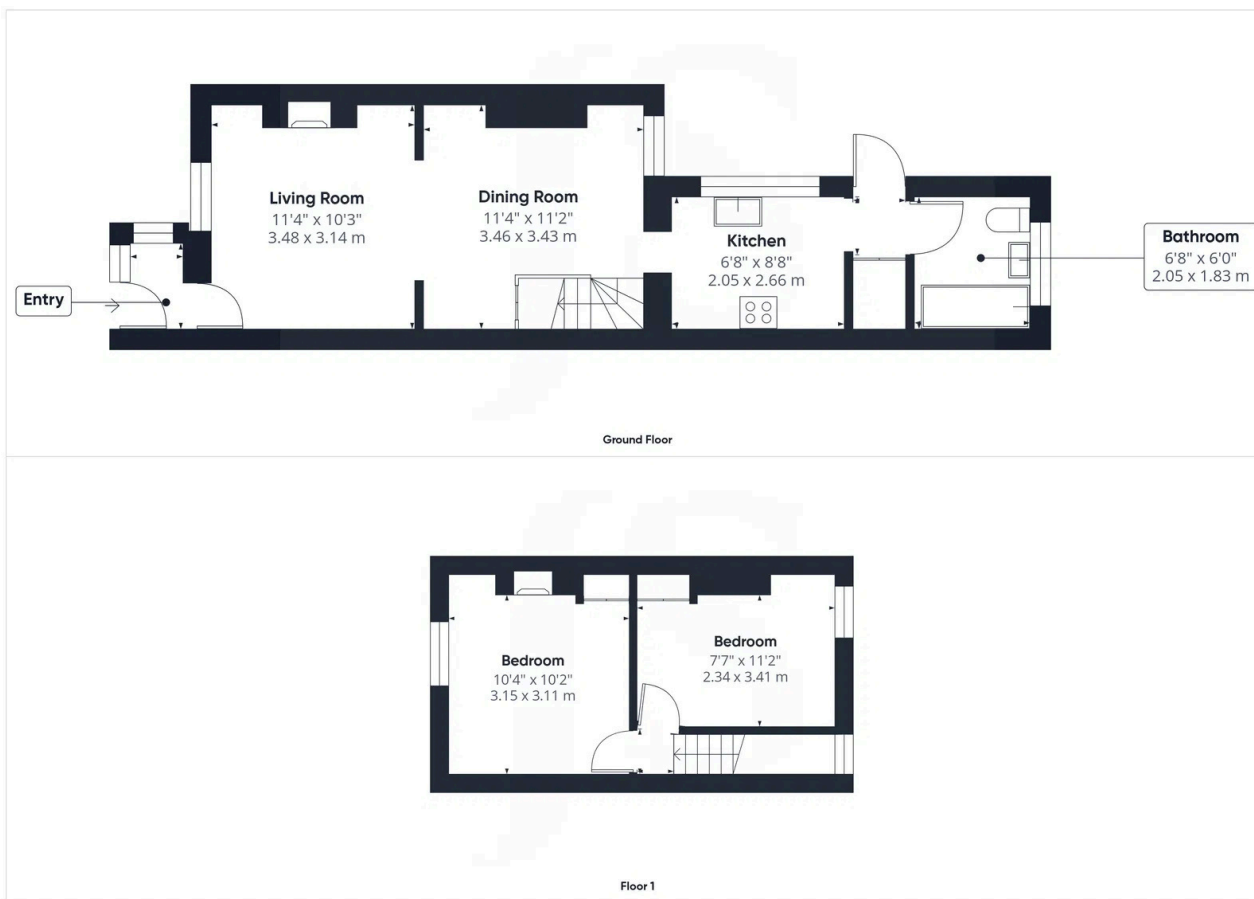 Living Room
11'4" x 10'3"
3.48 x 3.14 m
Dining Room
11'4" x 11'2"
3.46 x 3.43 m
Kitchen
6'8" x 8'8"
2.05 x 2.66 m
Bathroom
6'8" x 6'0"
2.05 x 1.83 m
Entry
Ground Floor
Bedroom
10'4" x 10'2"
3.15 x 3.11 m
Bedroom
7'7" x 11'2"
2.34 x 3.41 m
Floor 1